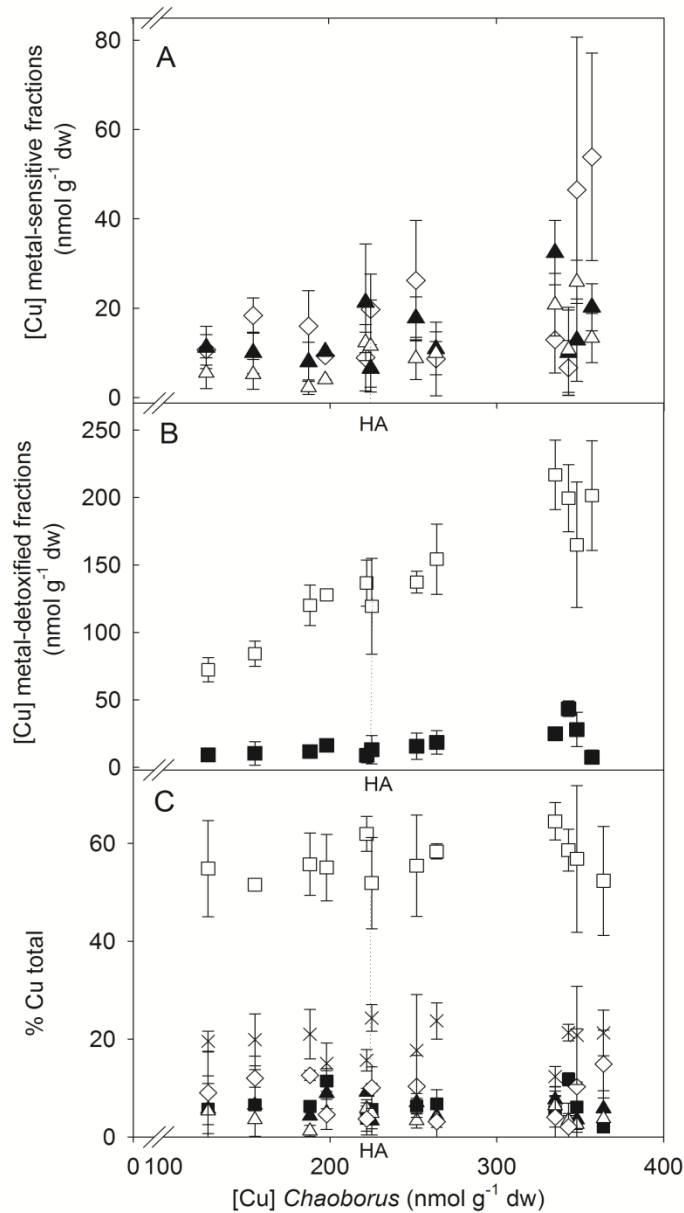 A
[Cu] metal-sensitive fractions
(nmol g⁻¹ dw)
80
60
40
20
0
HA
B
[Cu] metal-detoxified fractions
(nmol g⁻¹ dw)
250
200
150
100
50
0
HA
C
% Cu total
60
40
20
0
HA
0 100 200 300 400
[Cu] Chaoborus (nmol g⁻¹ dw)